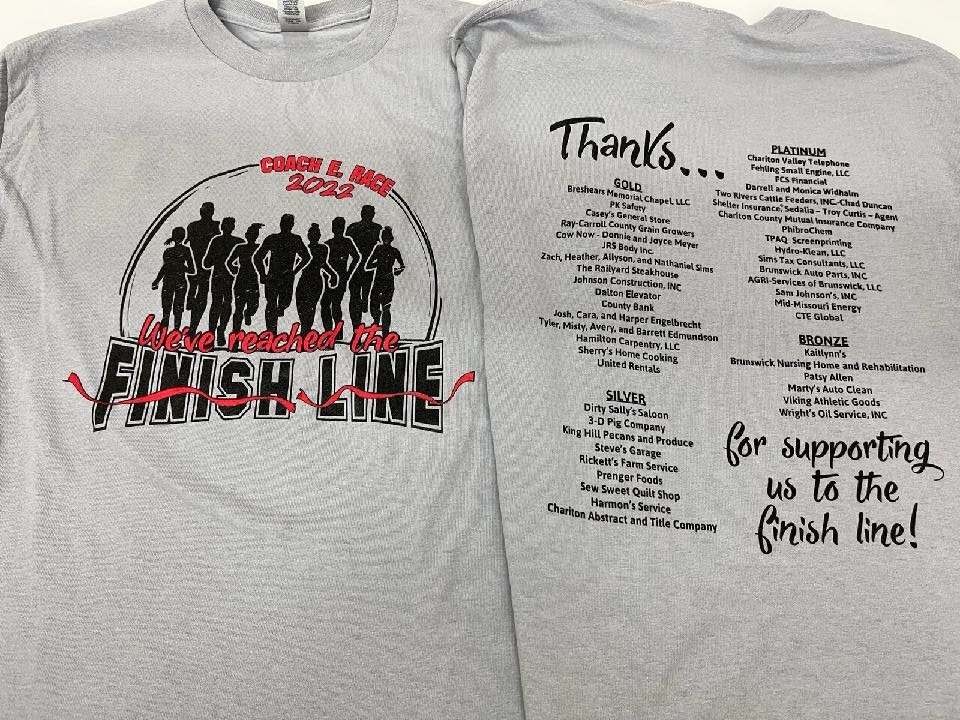 COACH E. RACE
2022
We've reached the
FINISH LINE
Thanks...
GOLD
Breshears Memorial Chapel, LLC
PK Safety
Casey's General Store
Ray-Carroll County Grain Growers
Cow Now - Donnie and Joyce Meyer
JRS Body Inc.
Zach, Heather, Allyson, and Nathaniel Sims
The Railyard Steakhouse
Johnson Construction, INC
Dalton Elevator
County Bank
Josh, Cara, and Harper Engelbrecht
Tyler, Misty, Avery, and Barrett Edmundson
Hamilton Carpentry, LLC
Sherry's Home Cooking
United Rentals
SILVER
Dirty Sally's Saloon
3-D Pig Company
King Hill Pecans and Produce
Steve's Garage
Rickett's Farm Service
Prenger Foods
Sew Sweet Quilt Shop
Harmon's Service
Chariton Abstract and Title Company
PLATINUM
Chariton Valley Telephone
Fehling Small Engine, LLC
FCS Financial
Darrell and Monica Widhalm
Two Rivers Cattle Feeders, INC. Chad Duncan
Shelter Insurance, Sedalia - Troy Curtis - Agent
Chariton County Mutual Insurance Company
PhibroChem
TPAQ Screenprinting
Hydro-Klean, LLC
Sims Tax Consultants, LLC
Brunswick Auto Parts, INC
AGRI-Services of Brunswick, LLC
Sam Johnson's, INC
Mid-Missouri Energy
CTE Global
BRONZE
Kaitlynn's
Brunswick Nursing Home and Rehabilitation
Patsy Allen
Marty's Auto Clean
Viking Athletic Goods
Wright's Oil Service, INC
for supporting
us to the
finish line!